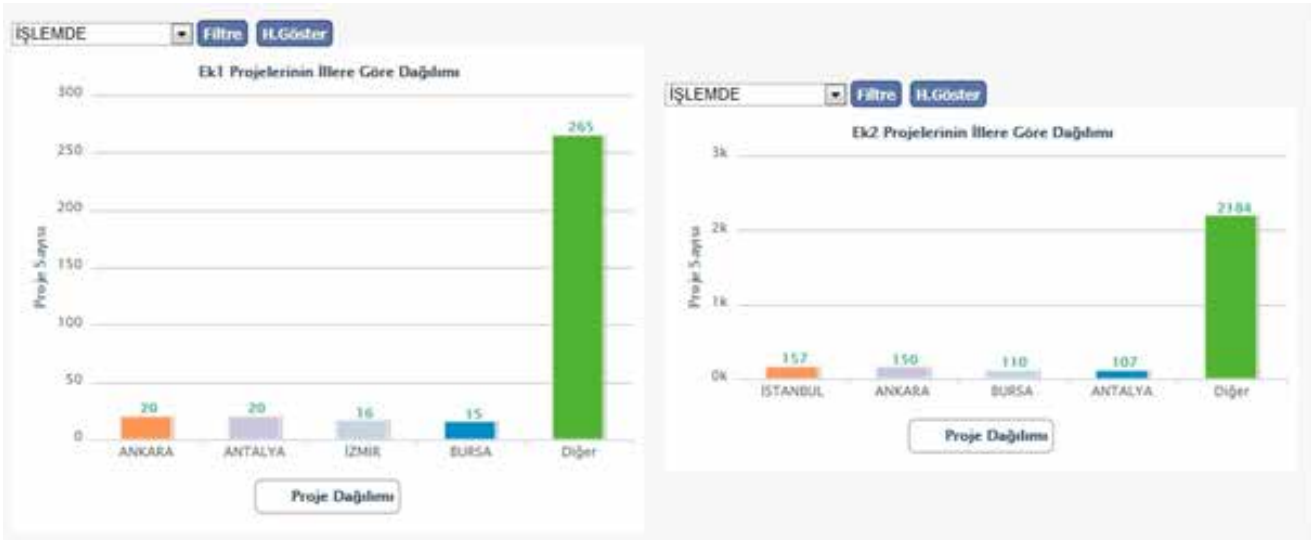 İŞLEMDE Filtre H.Göster
Ek1 Projelerinin İllere Göre Dağılımı
300
250
200
150
100
50
0
Proje Sayısı
20
20
16
15
265
ANKARA ANTALYA İZMİR BURSA Diğer
Proje Dağılımı
İŞLEMDE Filtre H.Göster
Ek2 Projelerinin İllere Göre Dağılımı
3k
2k
1k
0k
Proje Sayısı
157
150
110
107
2184
İSTANBUL ANKARA BURSA ANTALYA Diğer
Proje Dağılımı